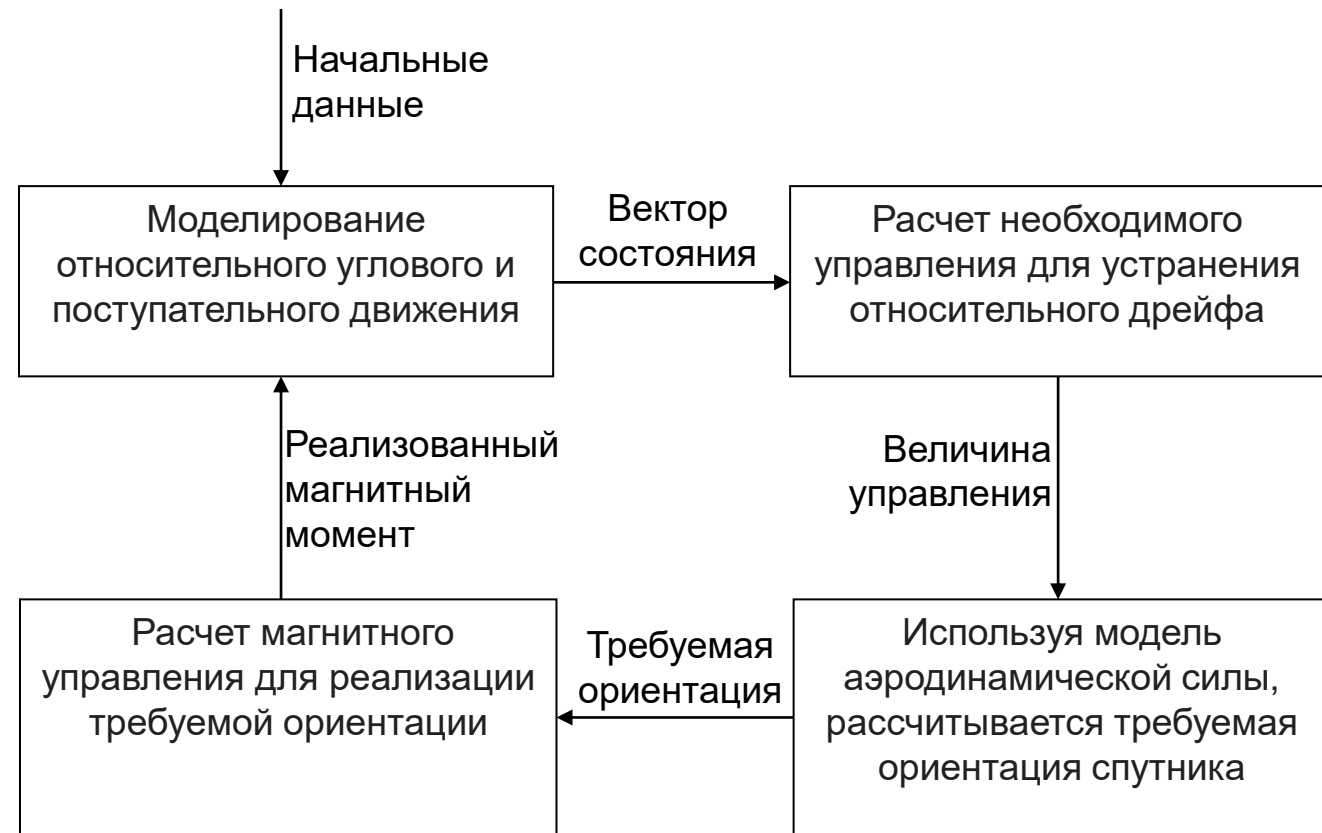 Начальные
данные
Моделирование
относительного углового и
поступательного движения
Вектор
состояния
Расчет необходимого
управления для устранения
относительного дрейфа
Величина
управления
Используя модель
аэродинамической силы,
рассчитывается требуемая
ориентация спутника
Требуемая
ориентация
Расчет магнитного
управления для реализации
требуемой ориентации
Реализованный
магнитный
момент